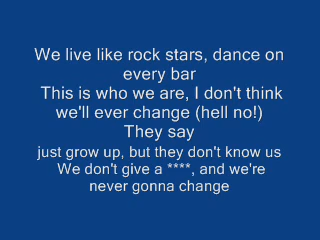 We live like rock stars, dance on
every bar
This is who we are, I don't think
we'll ever change (hell no!)
They say
just grow up, but they don't know us
We don't give a ****, and we're
never gonna change